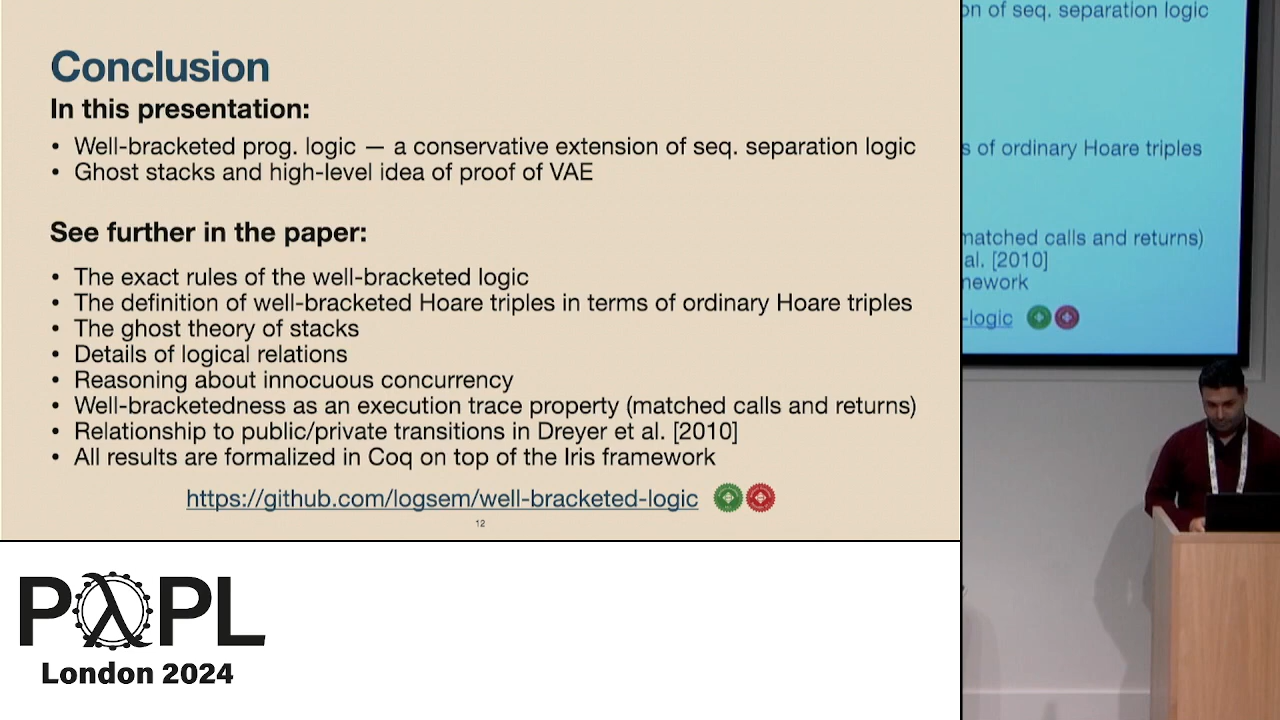 Conclusion
In this presentation:
• Well-bracketed prog. logic — a conservative extension of seq. separation logic
• Ghost stacks and high-level idea of proof of VAE
See further in the paper:
• The exact rules of the well-bracketed logic
• The definition of well-bracketed Hoare triples in terms of ordinary Hoare triples
• The ghost theory of stacks
• Details of logical relations
• Reasoning about innocuous concurrency
• Well-bracketedness as an execution trace property (matched calls and returns)
• Relationship to public/private transitions in Dreyer et al. [2010]
• All results are formalized in Coq on top of the Iris framework
https://github.com/logsem/well-bracketed-logic
12
PλPL
London 2024
on of seq. separation logic
s of ordinary Hoare triples
matched calls and returns)
al. [2010]
nework
-logic